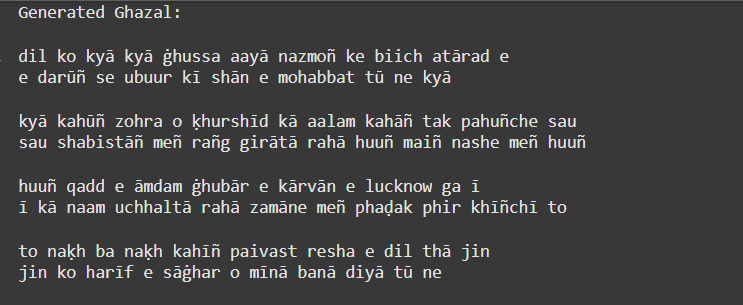 Generated Ghazal:
dil ko kyā kyā ġhussa aayā nazmoñ ke biich atārad e
e darūñ se ubuur kī shān e mohabbat tū ne kyā
kyā kahūñ zohra o ḳhurshīd kā aalam kahāñ tak pahuñche sau
sau shabistāñ meñ rañg girātā rahā huuñ maiñ nashe meñ huuñ
huuñ qadd e āmdam ġhubār e kārvān e lucknow ga ī
ī kā naam uchhaltā rahā zamāne meñ phaḍak phir khīñchī to
to naḳh ba naḳh kahīñ paivast resha e dil thā jin
jin ko harīf e sāġhar o mīnā banā diyā tū ne